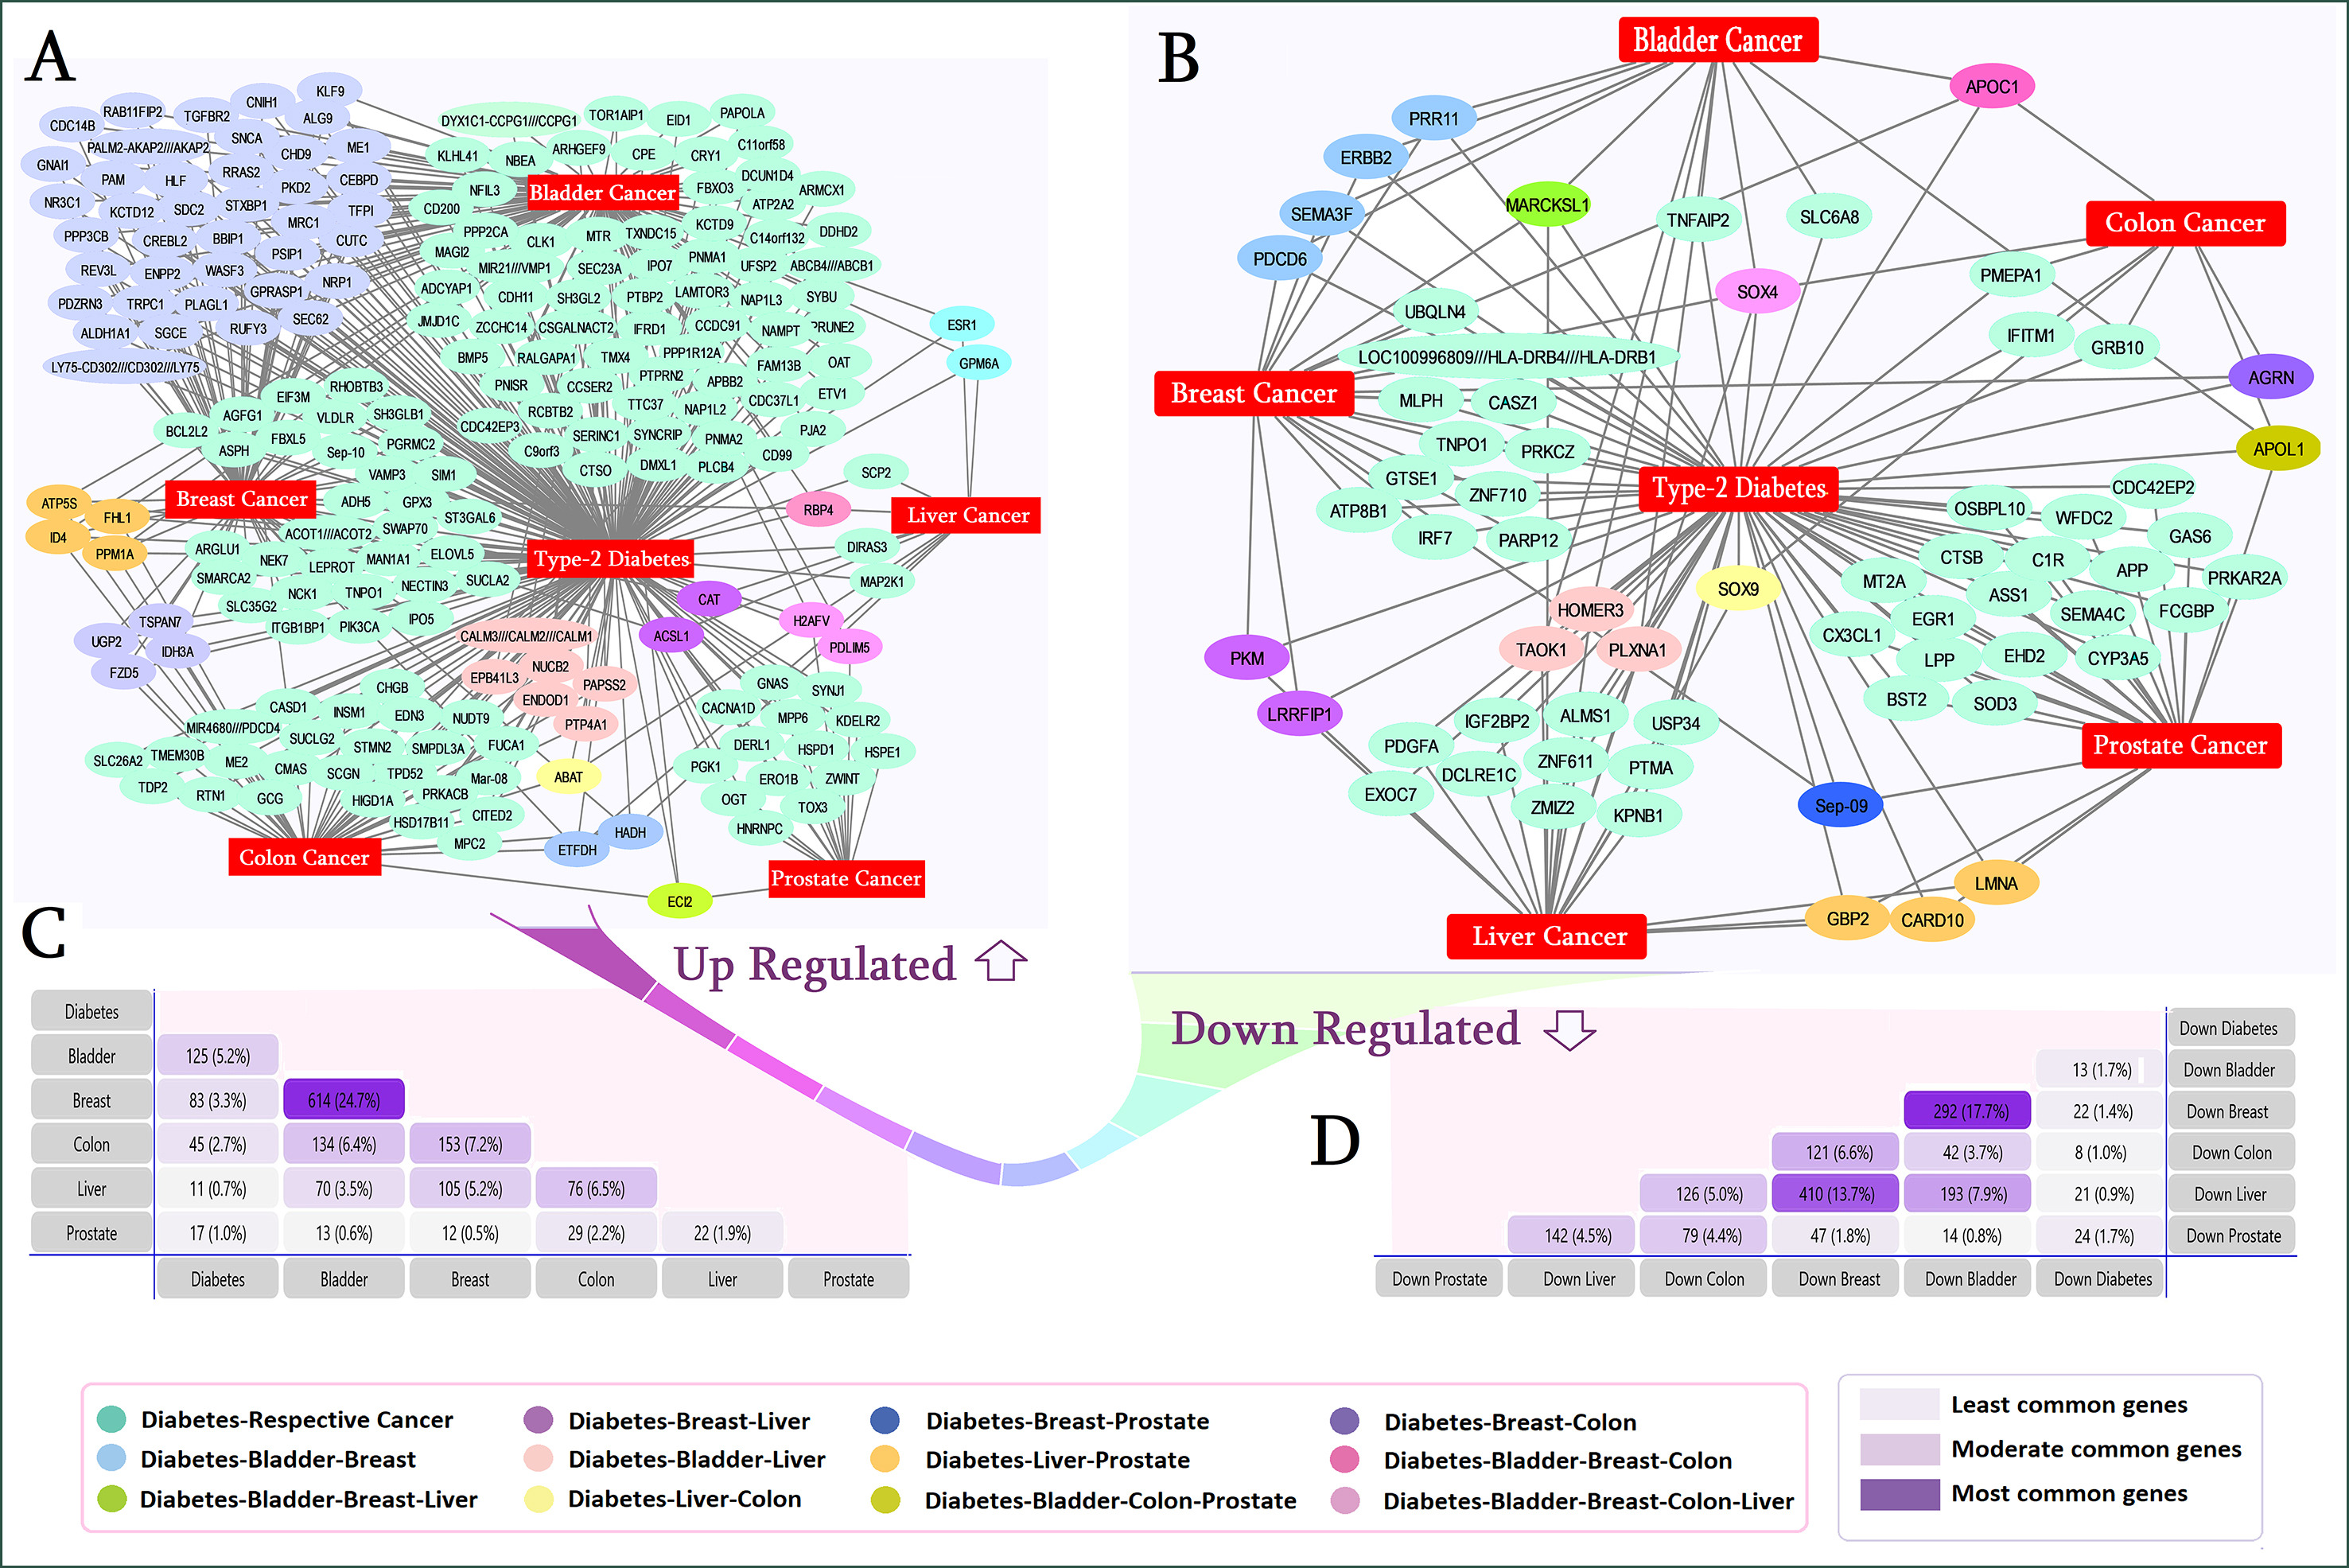 A
KLF9
CNIH1
RAB11FIP2
TGFBR2
ALG9
CDC14B
SNCA
PALM2-AKAP2///AKAP2
CHD9
ME1
GNAI1
PAM
HLF
RRAS2
PKD2
CEBPD
NR3C1
KCTD12
SDC2
STXBP1
MRC1
TFPI
PPP3CB
CREBL2
BBIP1
PSIP1
CUTC
REV3L
ENPP2
WASF3
GPRASP1
NRP1
PDZRN3
TRPC1
PLAGL1
SEC62
ALDH1A1
SGCE
RUFY3
LY75-CD302///CD302///LY75
DYX1C1-CCPG1///CCPG1
TOR1AIP1
EID1
PAPOLA
KLHL41
NBEA
ARHGEF9
CPE
CRY1
C11orf58
NFIL3
Bladder Cancer
FBXO3
DCUN1D4
ARMCX1
CD200
ATP2A2
PPP2CA
CLK1
MTR
TXNDC15
KCTD9
C14orf132
DDHD2
MAGI2
MIR21///VMP1
SEC23A
IPO7
PNMA1
UFSP2
ABCB4///ABCB1
ADCYAP1
CDH11
SH3GL2
PTBP2
LAMTOR3
NAP1L3
SYBU
JMJD1C
ZCCHC14
CSGALNACT2
IFRD1
CCDC91
NAMPT
PRUNE2
BMP5
RALGAPA1
TMX4
PPP1R12A
FAM13B
OAT
PNISR
CCSER2
PTPRN2
APBB2
CDC37L1
ETV1
RCBTB2
TTC37
NAP1L2
CDC42EP3
SERINC1
SYNCRIP
PNMA2
PJA2
C9orf3
CTSO
DMXL1
PLCB4
CD99
ESR1
GPM6A
RHOBTB3
EIF3M
AGFG1
VLDLR
SH3GLB1
BCL2L2
FBXL5
ASPH
Sep-10
PGRMC2
VAMP3
SIM1
Breast Cancer
ADH5
GPX3
ST3GAL6
ACOT1///ACOT2
SWAP70
ARGLU1
NEK7
LEPROT
MAN1A1
ELOVL5
SMARCA2
NCK1
TNPO1
NECTIN3
SUCLA2
SLC35G2
ITGB1BP1
PIK3CA
IPO5
ATP5S
FHL1
ID4
PPM1A
TSPAN7
UGP2
IDH3A
FZD5
Type-2 Diabetes
SCP2
RBP4
Liver Cancer
DIRAS3
MAP2K1
CAT
H2AFV
ACSL1
PDLIM5
CALM3///CALM2///CALM1
NUCB2
EPB41L3
PAPSS2
ENDOD1
PTP4A1
CHGB
CASD1
INSM1
EDN3
NUDT9
MIR4680///PDCD4
SUCLG2
STMN2
SMPDL3A
FUCA1
SLC26A2
TMEM30B
ME2
CMAS
SCGN
TPD52
Mar-08
TDP2
RTN1
GCG
HIGD1A
PRKACB
HSD17B11
CITED2
MPC2
Colon Cancer
ABAT
HADH
ETFDH
ECI2
GNAS
SYNJ1
CACNA1D
MPP6
KDELR2
DERL1
HSPD1
HSPE1
PGK1
ERO1B
ZWINT
OGT
TOX3
HNRNPC
Prostate Cancer
B
Bladder Cancer
APOC1
PRR11
ERBB2
SEMA3F
PDCD6
MARCKSL1
TNFAIP2
SLC6A8
Colon Cancer
SOX4
PMEPA1
UBQLN4
IFITM1
GRB10
LOC100996809///HLA-DRB4///HLA-DRB1
Breast Cancer
AGRN
MLPH
CASZ1
TNPO1
PRKCZ
APOL1
GTSE1
ZNF710
Type-2 Diabetes
ATP8B1
IRF7
PARP12
CDC42EP2
OSBPL10
WFDC2
GAS6
CTSB
C1R
APP
PRKAR2A
MT2A
ASS1
SEMA4C
FCGBP
EGR1
CX3CL1
LPP
EHD2
CYP3A5
BST2
SOD3
SOX9
HOMER3
TAOK1
PLXNA1
PKM
LRRFIP1
IGF2BP2
ALMS1
USP34
PDGFA
ZNF611
DCLRE1C
PTMA
EXOC7
ZMIZ2
KPNB1
Prostate Cancer
Sep-09
LMNA
GBP2
CARD10
Liver Cancer
C
Up Regulated
Diabetes
Bladder 125 (5.2%)
Breast 83 (3.3%) 614 (24.7%)
Colon 45 (2.7%) 134 (6.4%) 153 (7.2%)
Liver 11 (0.7%) 70 (3.5%) 105 (5.2%) 76 (6.5%)
Prostate 17 (1.0%) 13 (0.6%) 12 (0.5%) 29 (2.2%) 22 (1.9%)
Diabetes Bladder Breast Colon Liver Prostate
Down Regulated
D
Down Diabetes
13 (1.7%) Down Bladder
292 (17.7%) 22 (1.4%) Down Breast
121 (6.6%) 42 (3.7%) 8 (1.0%) Down Colon
126 (5.0%) 410 (13.7%) 193 (7.9%) 21 (0.9%) Down Liver
142 (4.5%) 79 (4.4%) 47 (1.8%) 14 (0.8%) 24 (1.7%) Down Prostate
Down Prostate Down Liver Down Colon Down Breast Down Bladder Down Diabetes
Diabetes-Respective Cancer
Diabetes-Breast-Liver
Diabetes-Breast-Prostate
Diabetes-Breast-Colon
Diabetes-Bladder-Breast
Diabetes-Bladder-Liver
Diabetes-Liver-Prostate
Diabetes-Bladder-Breast-Colon
Diabetes-Bladder-Breast-Liver
Diabetes-Liver-Colon
Diabetes-Bladder-Colon-Prostate
Diabetes-Bladder-Breast-Colon-Liver
Least common genes
Moderate common genes
Most common genes